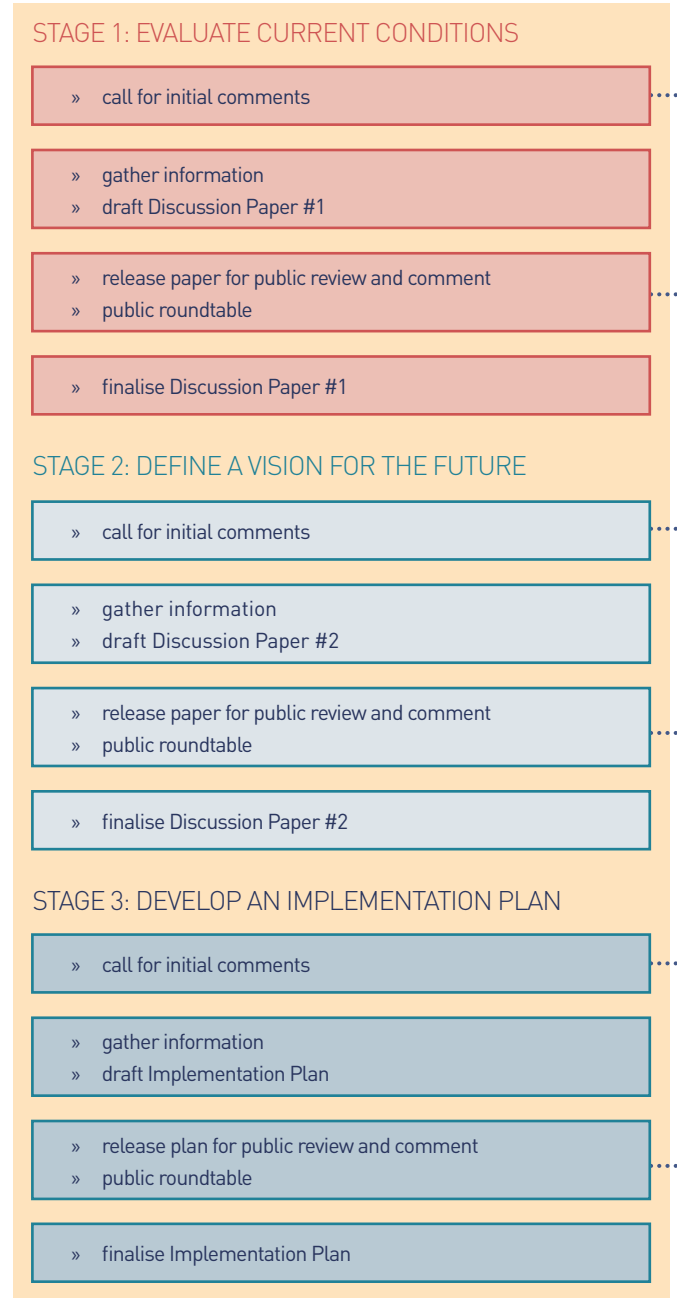 STAGE 1: EVALUATE CURRENT CONDITIONS
» call for initial comments
» gather information
» draft Discussion Paper #1
» release paper for public review and comment
» public roundtable
» finalise Discussion Paper #1
STAGE 2: DEFINE A VISION FOR THE FUTURE
» call for initial comments
» gather information
» draft Discussion Paper #2
» release paper for public review and comment
» public roundtable
» finalise Discussion Paper #2
STAGE 3: DEVELOP AN IMPLEMENTATION PLAN
» call for initial comments
» gather information
» draft Implementation Plan
» release plan for public review and comment
» public roundtable
» finalise Implementation Plan